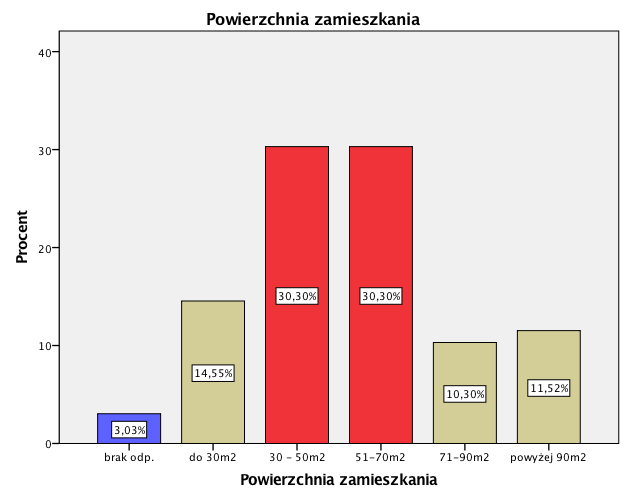 Powierzchnia zamieszkania
Procent
40
30
20
10
0
3,03%
14,55%
30,30%
30,30%
10,30%
11,52%
brak odp.
do 30m2
30 – 50m2
51–70m2
71–90m2
powyżej 90m2
Powierzchnia zamieszkania